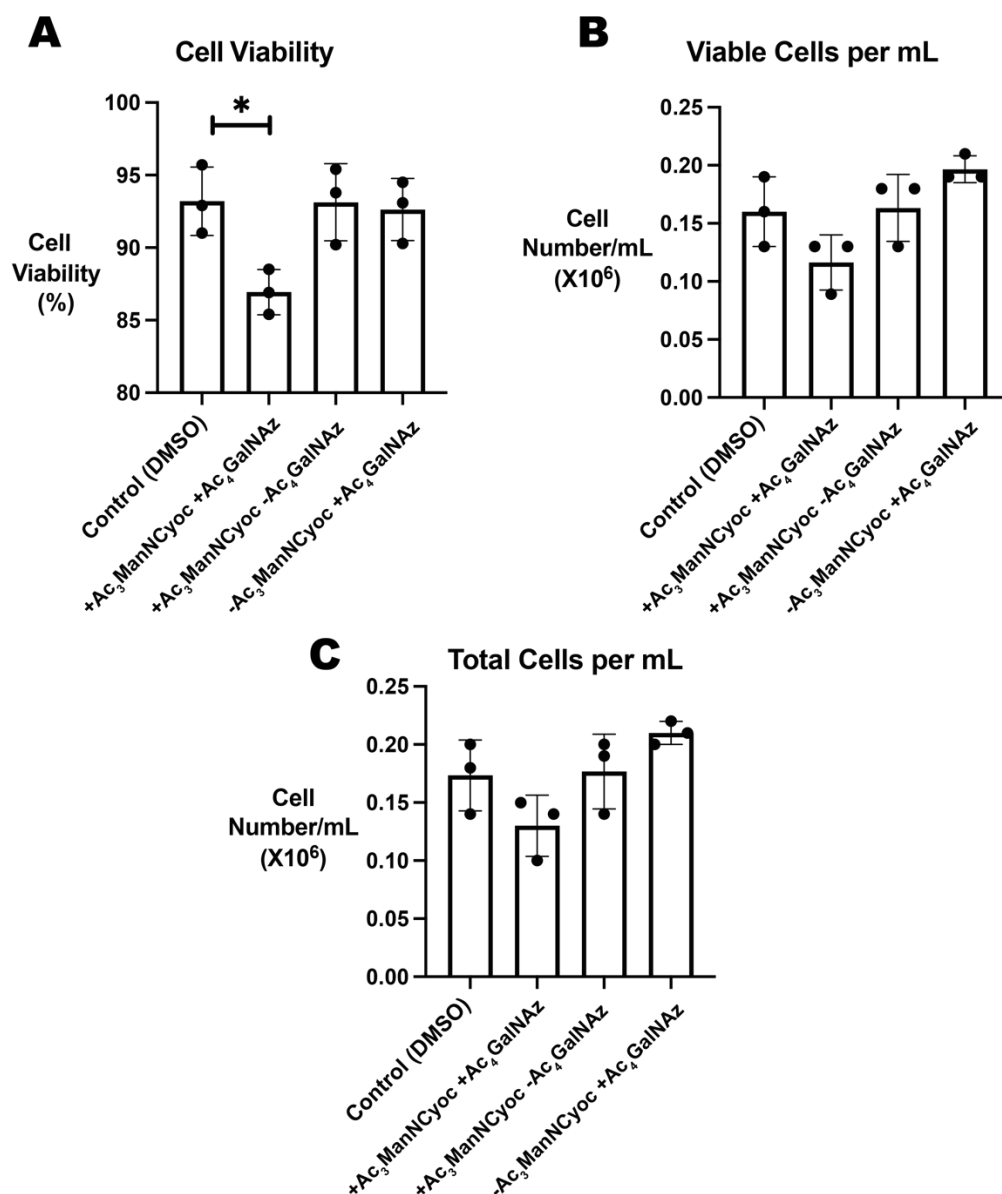 A
Cell Viability
*
100
95
90
85
80
Cell
Viability
(%)
Control (DMSO)
+Ac₃ManNCyoc +Ac₄GalNAz
+Ac₃ManNCyoc -Ac₄GalNAz
-Ac₃ManNCyoc +Ac₄GalNAz
B
Viable Cells per mL
0.25
0.20
0.15
0.10
0.05
0.00
Cell
Number/mL
(X10⁶)
Control (DMSO)
+Ac₃ManNCyoc +Ac₄GalNAz
+Ac₃ManNCyoc -Ac₄GalNAz
-Ac₃ManNCyoc +Ac₄GalNAz
C
Total Cells per mL
0.25
0.20
0.15
0.10
0.05
0.00
Cell
Number/mL
(X10⁶)
Control (DMSO)
+Ac₃ManNCyoc +Ac₄GalNAz
+Ac₃ManNCyoc -Ac₄GalNAz
-Ac₃ManNCyoc +Ac₄GalNAz